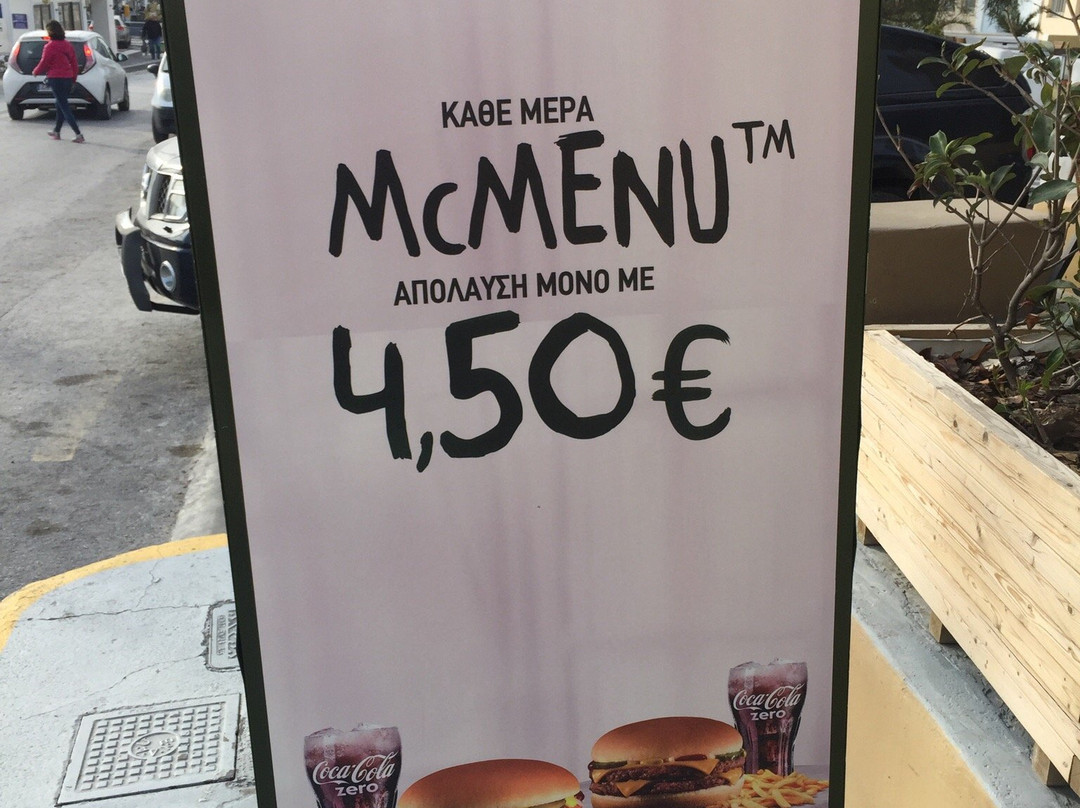 ΚΑΘΕ ΜΕΡΑ
McMENU™
ΑΠΟΛΑΥΣΗ ΜΟΝΟ ΜΕ
4,50€
Coca-Cola
zero
Coca-Cola
zero